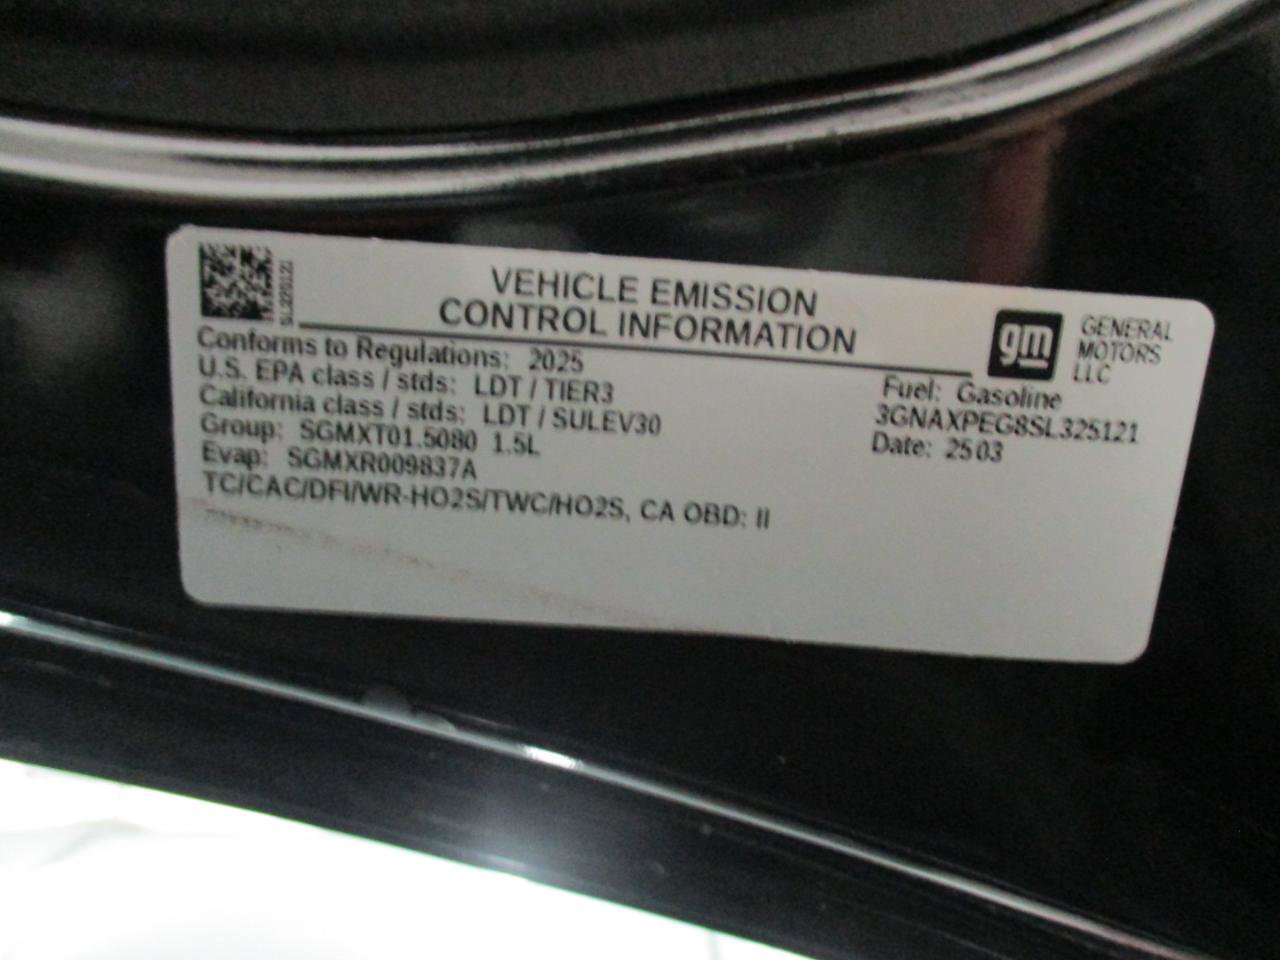 SL325121
VEHICLE EMISSION
CONTROL INFORMATION
gm
GENERAL
MOTORS
LLC
Conforms to Regulations: 2025
U.S. EPA class / stds: LDT / TIER3
California class / stds: LDT / SULEV30
Group: SGMXT01.5080 1.5L
Evap: SGMXR009837A
TC/CAC/DFI/WR-HO2S/TWC/HO2S, CA OBD: II
Fuel: Gasoline
3GNAXPEG8SL325121
Date: 2503